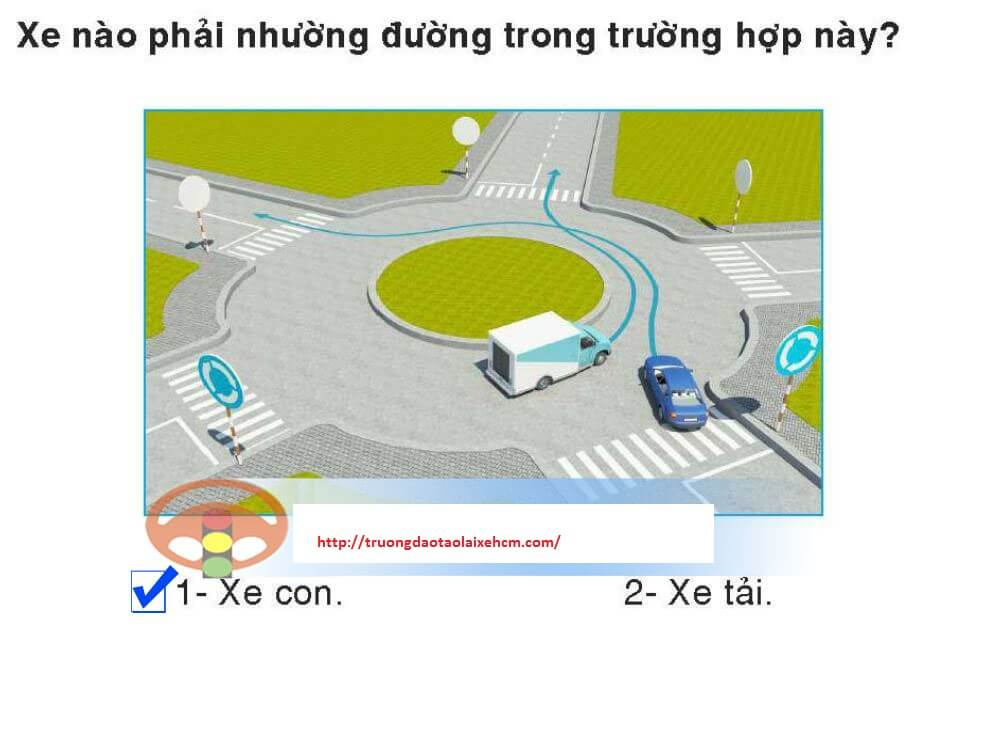 Xe nào phải nhường đường trong trường hợp này?
http://truongdaotaolaixehcm.com/
1- Xe con.
2- Xe tải.